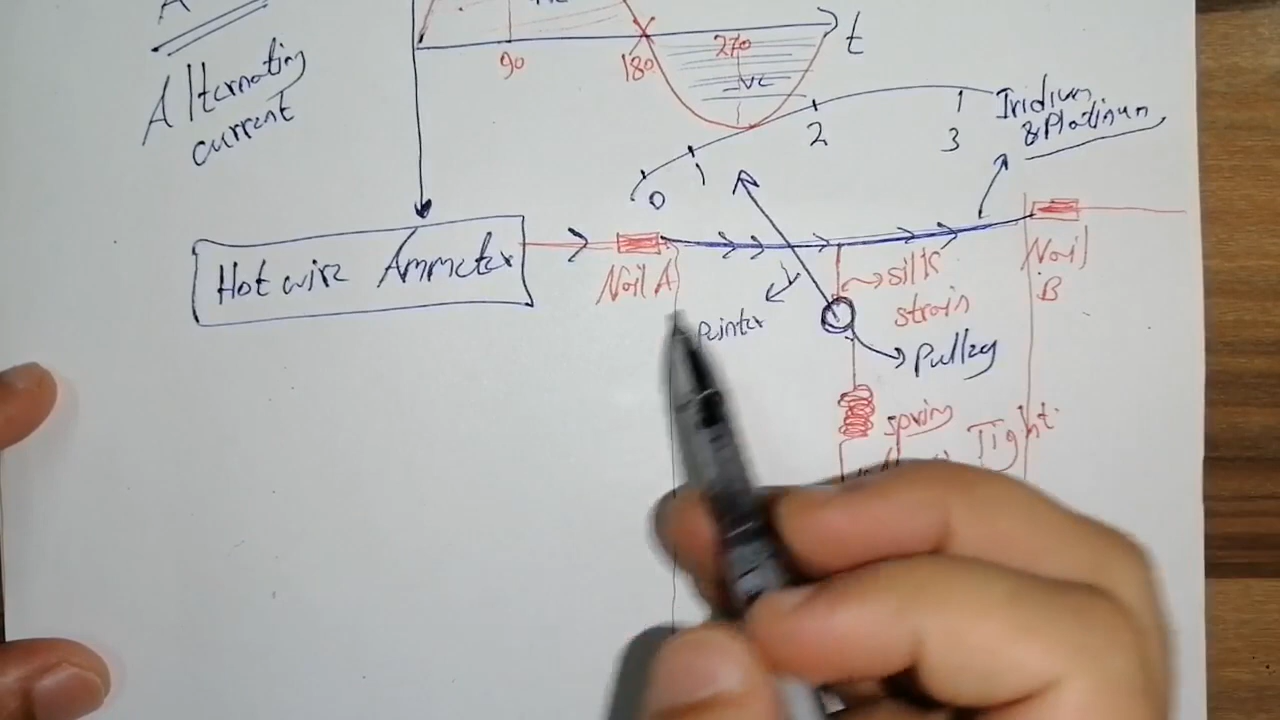 A
Alternating
current
90
180
270
-ve
t
0
1
2
3
Iridium
& Platinum
Hot wire Ammeter
Nail A
Nail
B
silk
strain
Pointer
Pulley
spring
Tight